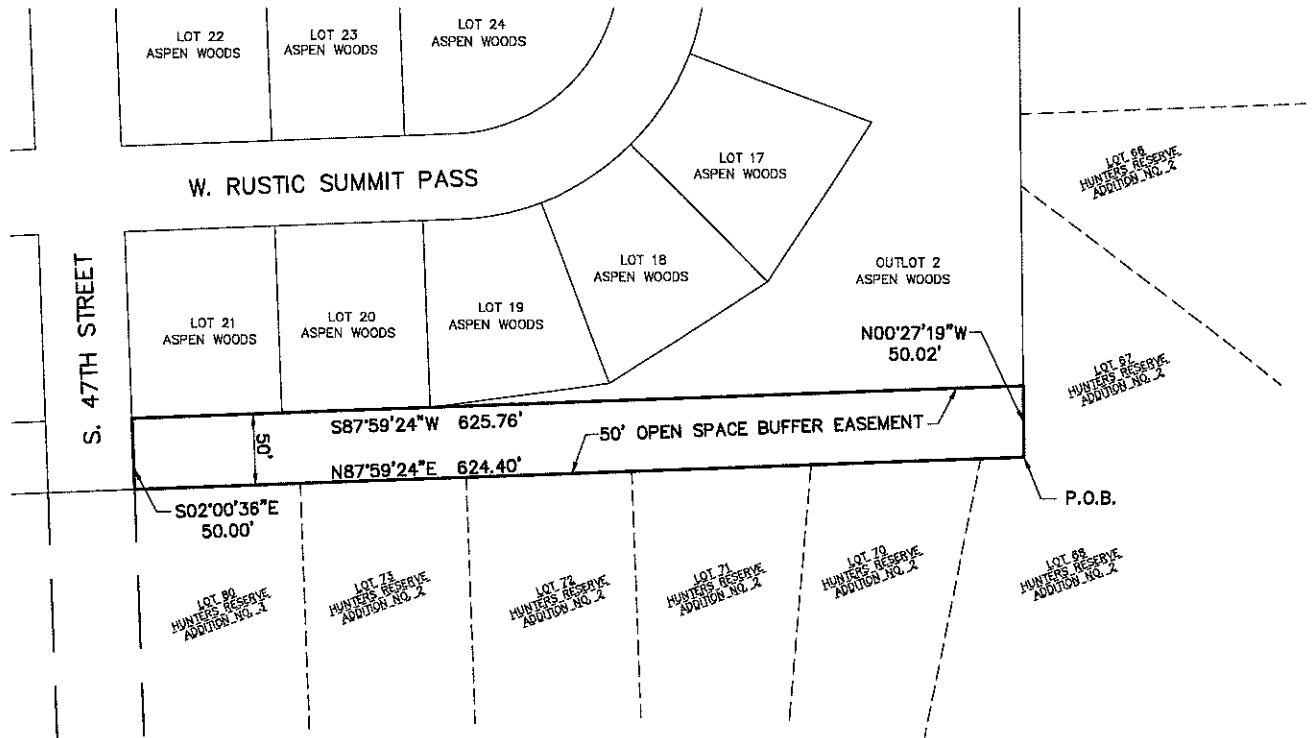 LOT 22
ASPEN WOODS
LOT 23
ASPEN WOODS
LOT 24
ASPEN WOODS
LOT 17
ASPEN WOODS
LOT 66
HUNTERS RESERVE
ADDITION NO. 2
W. RUSTIC SUMMIT PASS
S. 47TH STREET
LOT 18
ASPEN WOODS
OUTLOT 2
ASPEN WOODS
LOT 21
ASPEN WOODS
LOT 20
ASPEN WOODS
LOT 19
ASPEN WOODS
N00°27'19"W
50.02'
LOT 67
HUNTERS RESERVE
ADDITION NO. 2
S87°59'24"W 625.76'
50'
50' OPEN SPACE BUFFER EASEMENT
N87°59'24"E 624.40'
S02°00'36"E
50.00'
P.O.B.
LOT 80
HUNTERS RESERVE
ADDITION NO.
LOT 73
HUNTERS RESERVE
ADDITION NO. 2
LOT 72
HUNTERS RESERVE
ADDITION NO. 2
LOT 71
HUNTERS RESERVE
ADDITION NO. 2
LOT 70
HUNTERS RESERVE
ADDITION NO. 2
HUNTERS RESERVE
ADDITION NO. 2